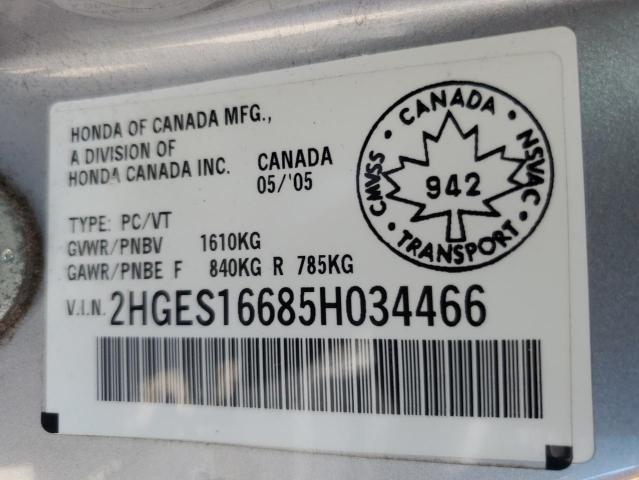 HONDA OF CANADA MFG.,
A DIVISION OF
HONDA CANADA INC. CANADA
05/'05
TYPE: PC/VT
GVWR/PNBV 1610KG
GAWR/PNBE F 840KG R 785KG
V.I.N. 2HGES16685H034466
CANADA
CMVSS 942 NSVAC
TRANSPORT